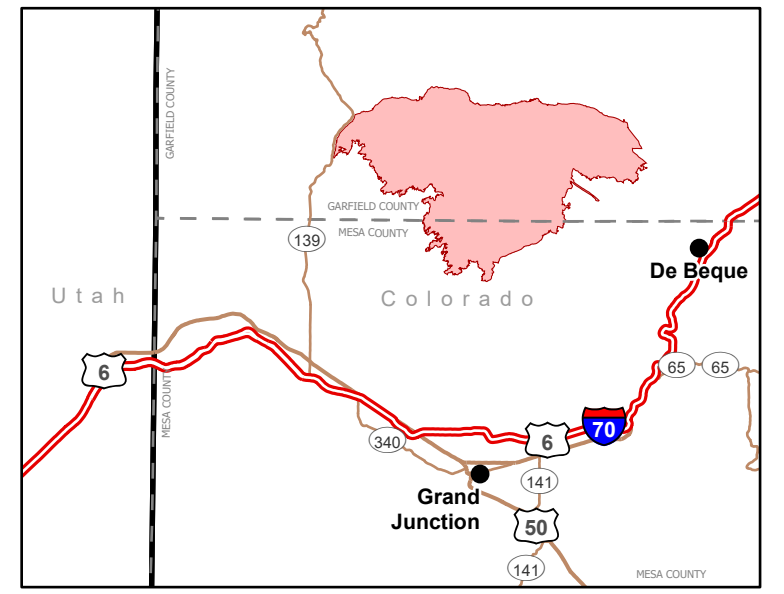 GARFIELD COUNTY
GARFIELD COUNTY
MESA COUNTY
139
De Beque
Utah
Colorado
6
MESA COUNTY
65
65
70
340
6
141
Grand
Junction
50
141
MESA COUNTY